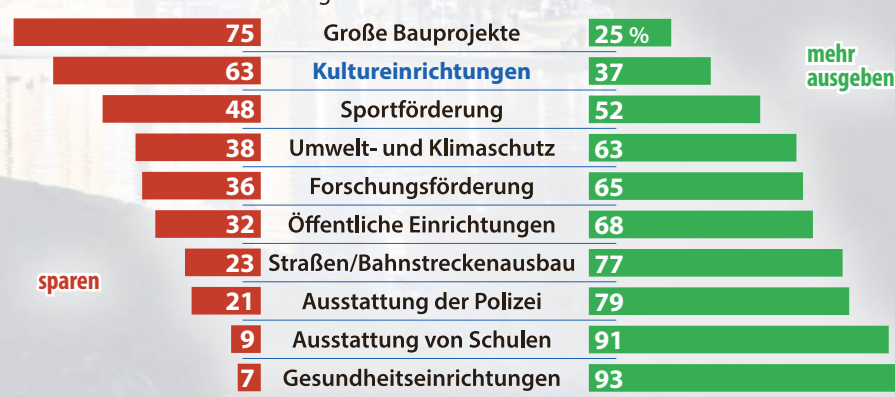 75 Große Bauprojekte 25 %
63 Kultureinrichtungen 37
mehr
ausgeben
48 Sportförderung 52
38 Umwelt- und Klimaschutz 63
36 Forschungsförderung 65
32 Öffentliche Einrichtungen 68
23 Straßen/Bahnstreckenausbau 77
sparen
21 Ausstattung der Polizei 79
9 Ausstattung von Schulen 91
7 Gesundheitseinrichtungen 93